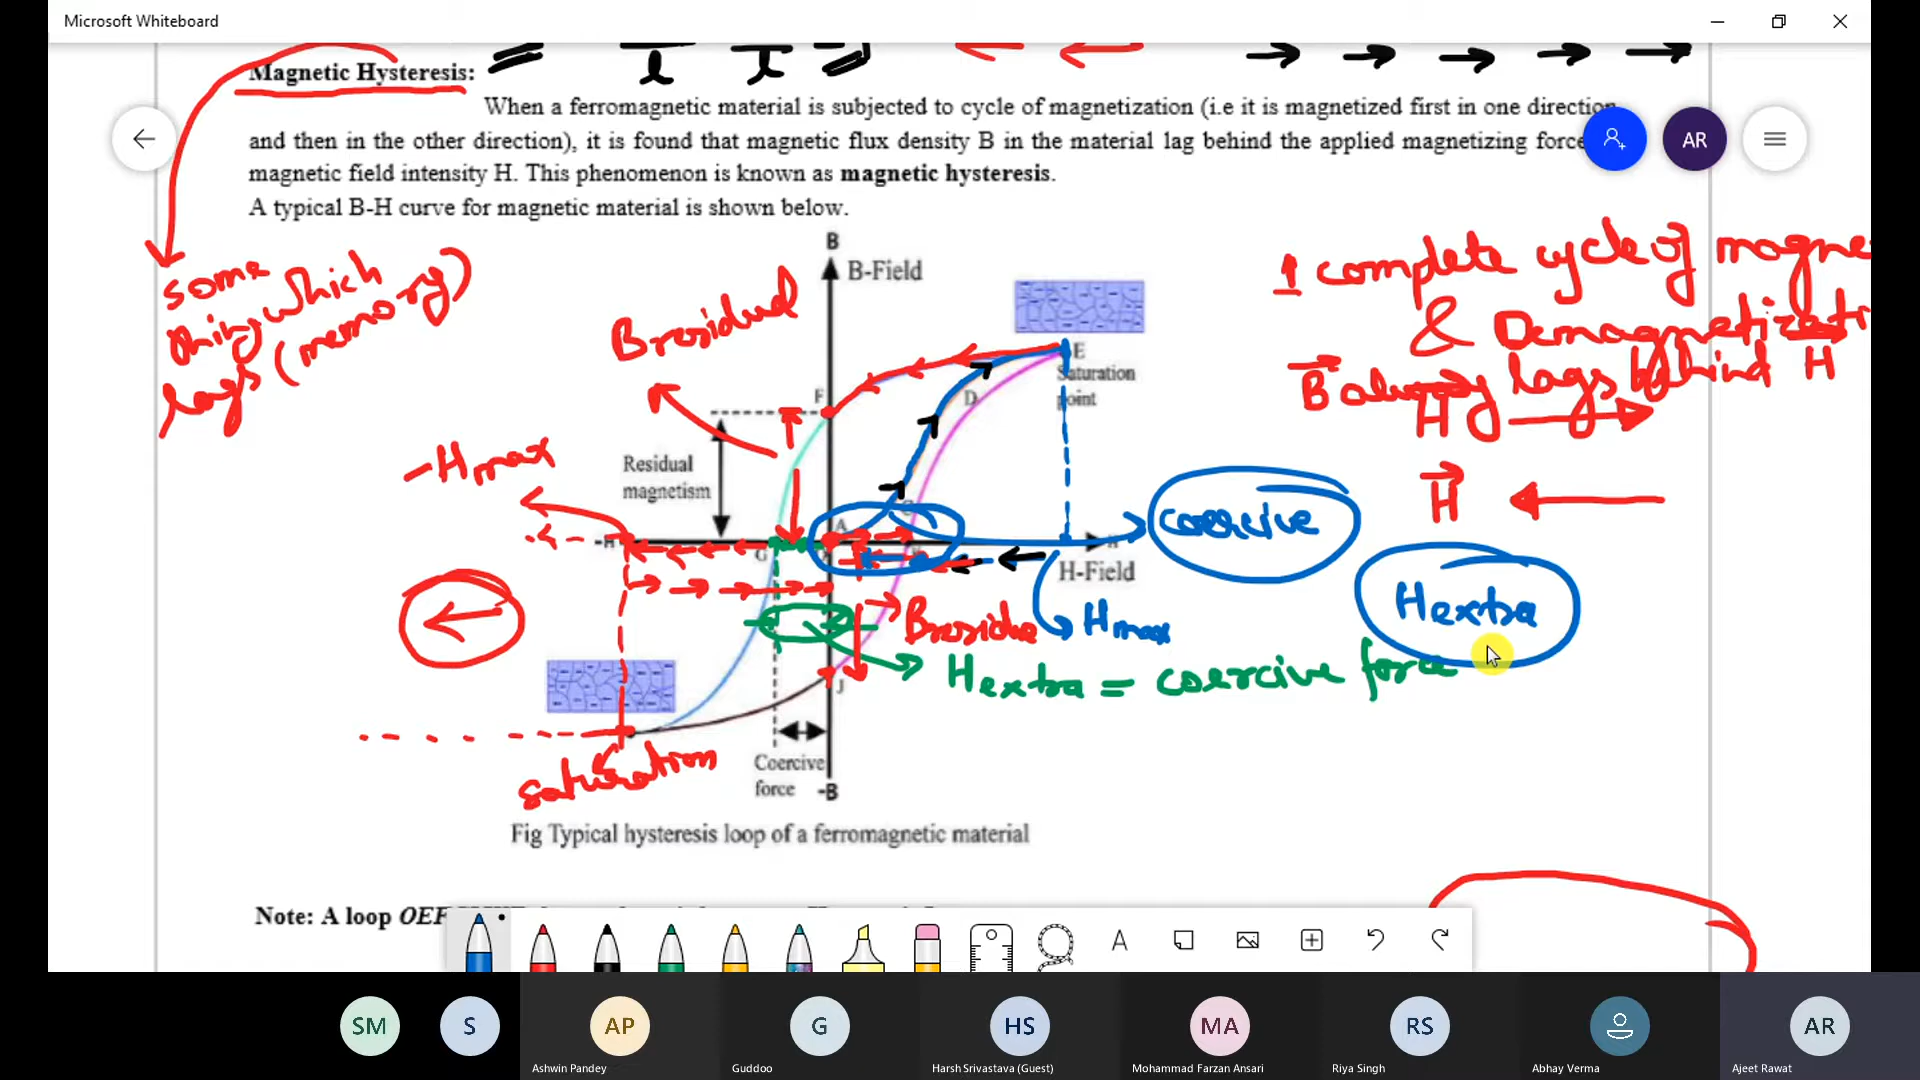 Microsoft Whiteboard
Magnetic Hysteresis:
When a ferromagnetic material is subjected to cycle of magnetization (i.e it is magnetized first in one direction
and then in the other direction), it is found that magnetic flux density B in the material lag behind the applied magnetizing force
magnetic field intensity H. This phenomenon is known as magnetic hysteresis.
A typical B-H curve for magnetic material is shown below.
AR
some
thing which
lags (memory)
B
B-Field
B residual
1 complete cycle of magne
& Demagnetizati
B always lags behind H
H
H
E
Saturation
point
D
F
Residual
magnetism
-Hmax
A
-H
G
H-Field
coercive
Hextra
Hmax
Hextra = coercive force
J
saturation
Coercive
force
-B
Fig Typical hysteresis loop of a ferromagnetic material
Note: A loop
SM
S
AP
G
HS
MA
RS
AR
Ashwin Pandey
Guddoo
Harsh Srivastava (Guest)
Mohammad Farzan Ansari
Riya Singh
Abhay Verma
Ajeet Rawat